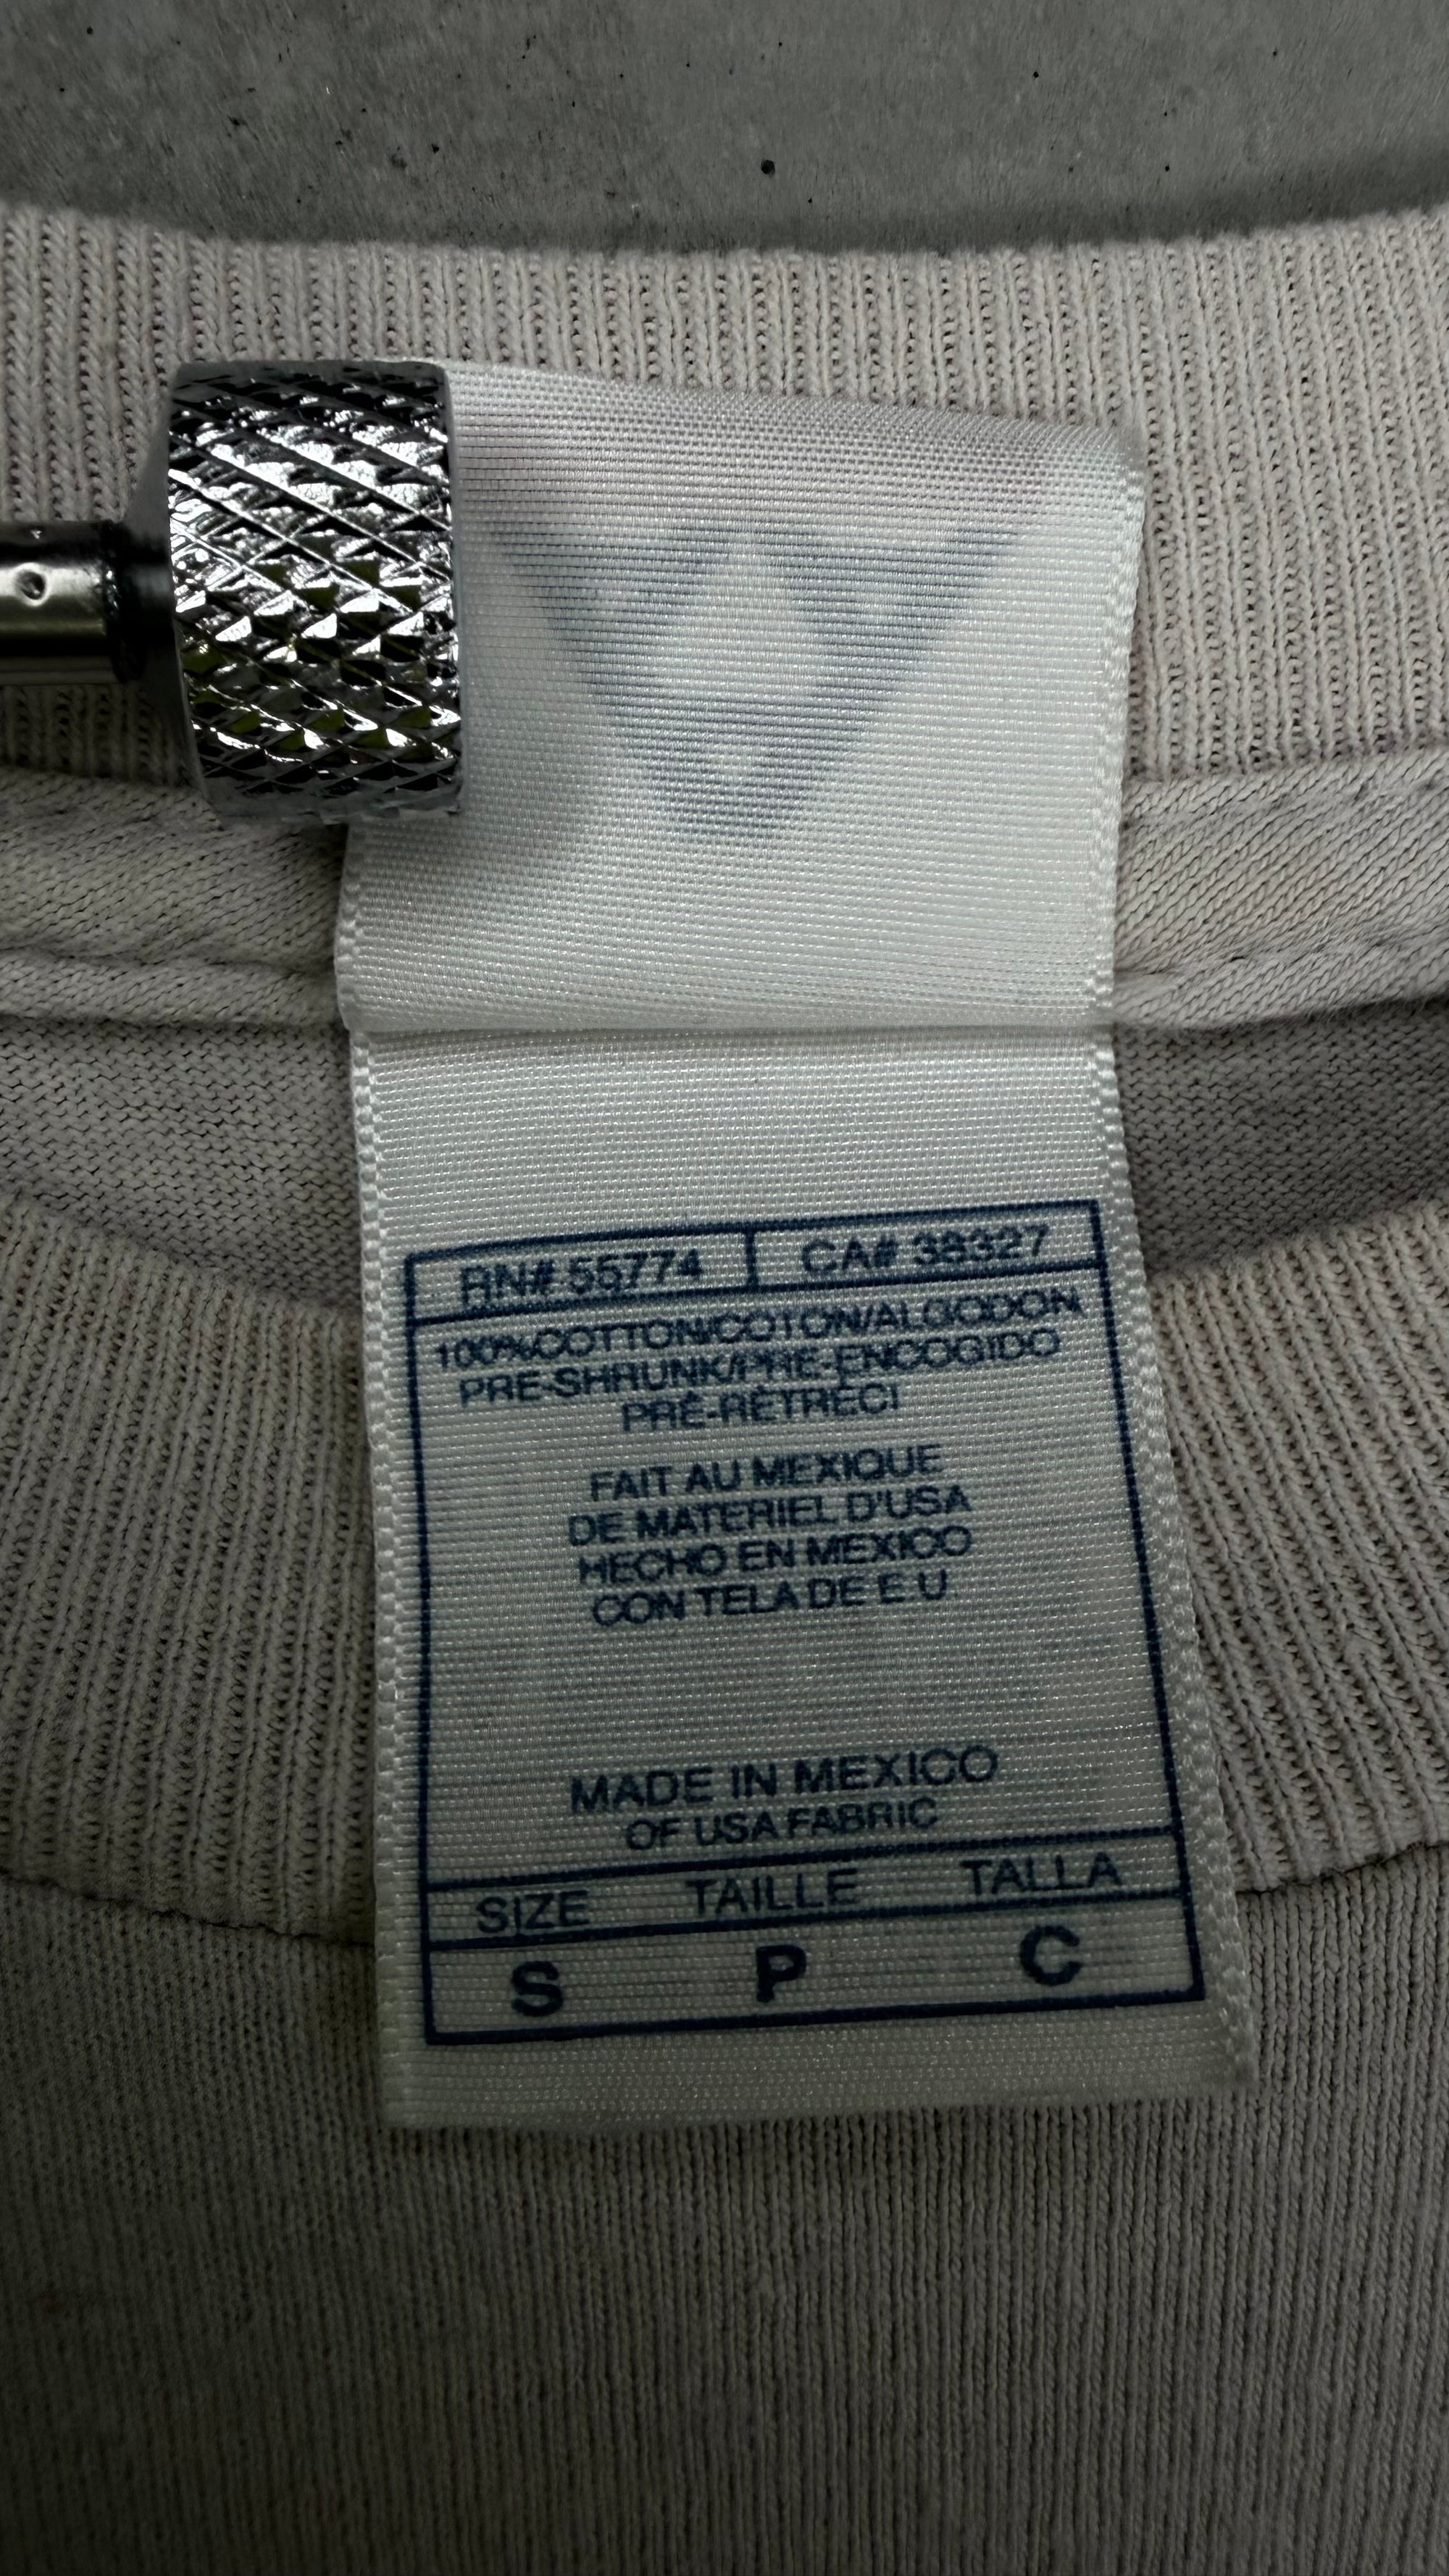 RN# 55774 CA# 38327
100%COTTON/COTON/ALGODON
PRE-SHRUNK/PRE-ENCOGIDO
PRÉ-RÉTRÉCI
FAIT AU MEXIQUE
DE MATERIEL D'USA
HECHO EN MEXICO
CON TELA DE E.U.
MADE IN MEXICO
OF USA FABRIC
SIZE TAILLE TALLA
S P C